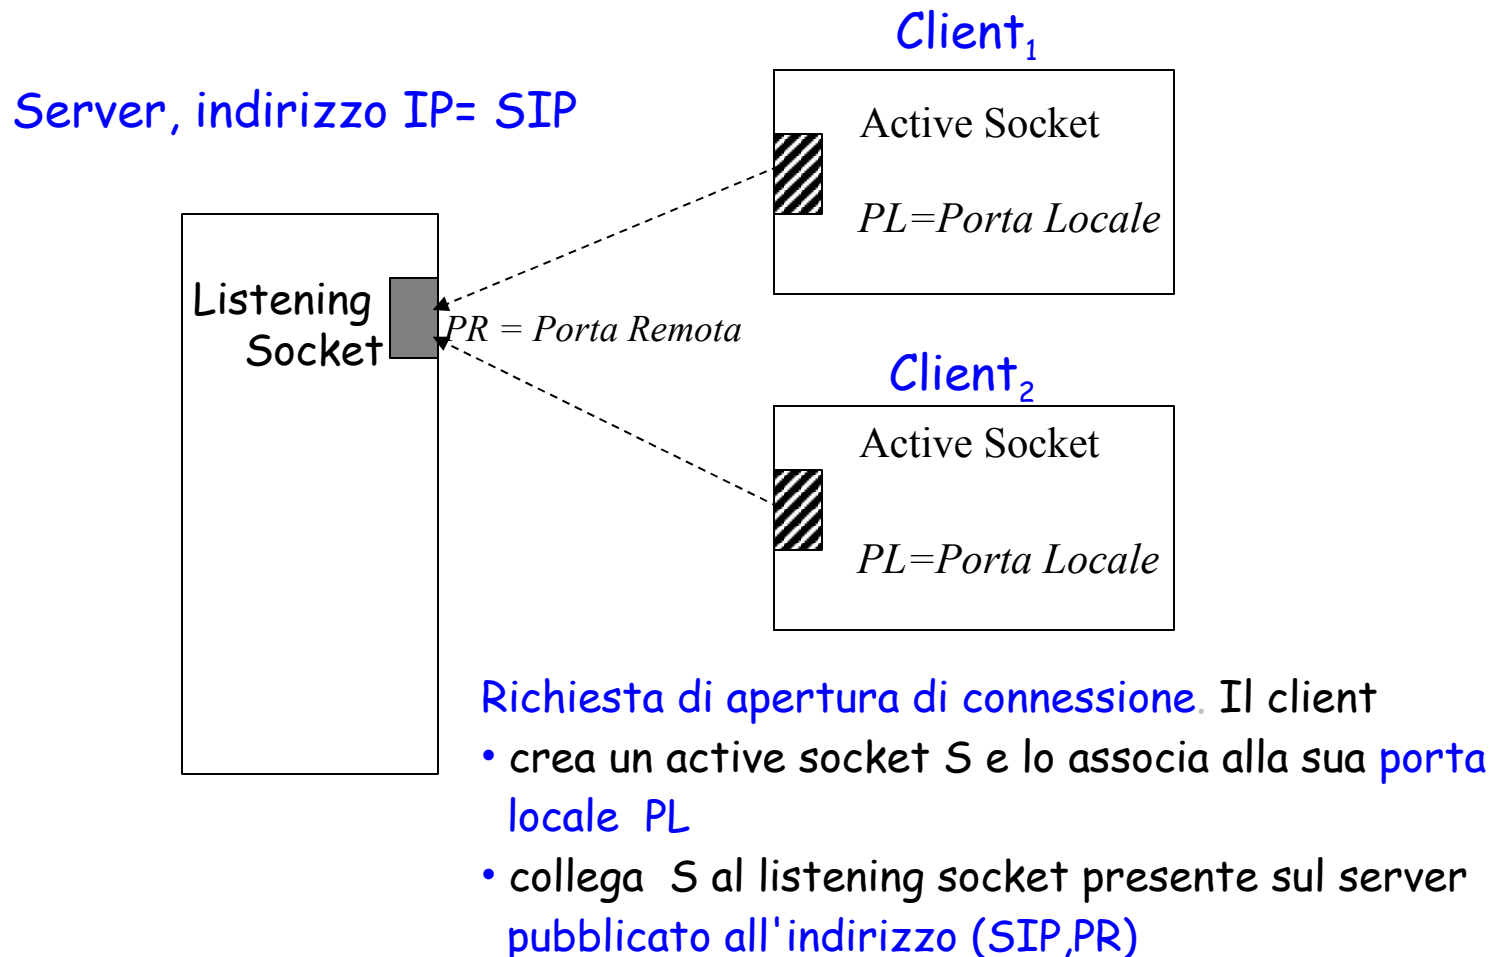 Client1
Server, indirizzo IP= SIP
Active Socket
PL=Porta Locale
Listening
Socket
PR = Porta Remota
Client2
Active Socket
PL=Porta Locale
Richiesta di apertura di connessione. Il client
• crea un active socket S e lo associa alla sua porta
locale PL
• collega S al listening socket presente sul server
pubblicato all'indirizzo (SIP,PR)